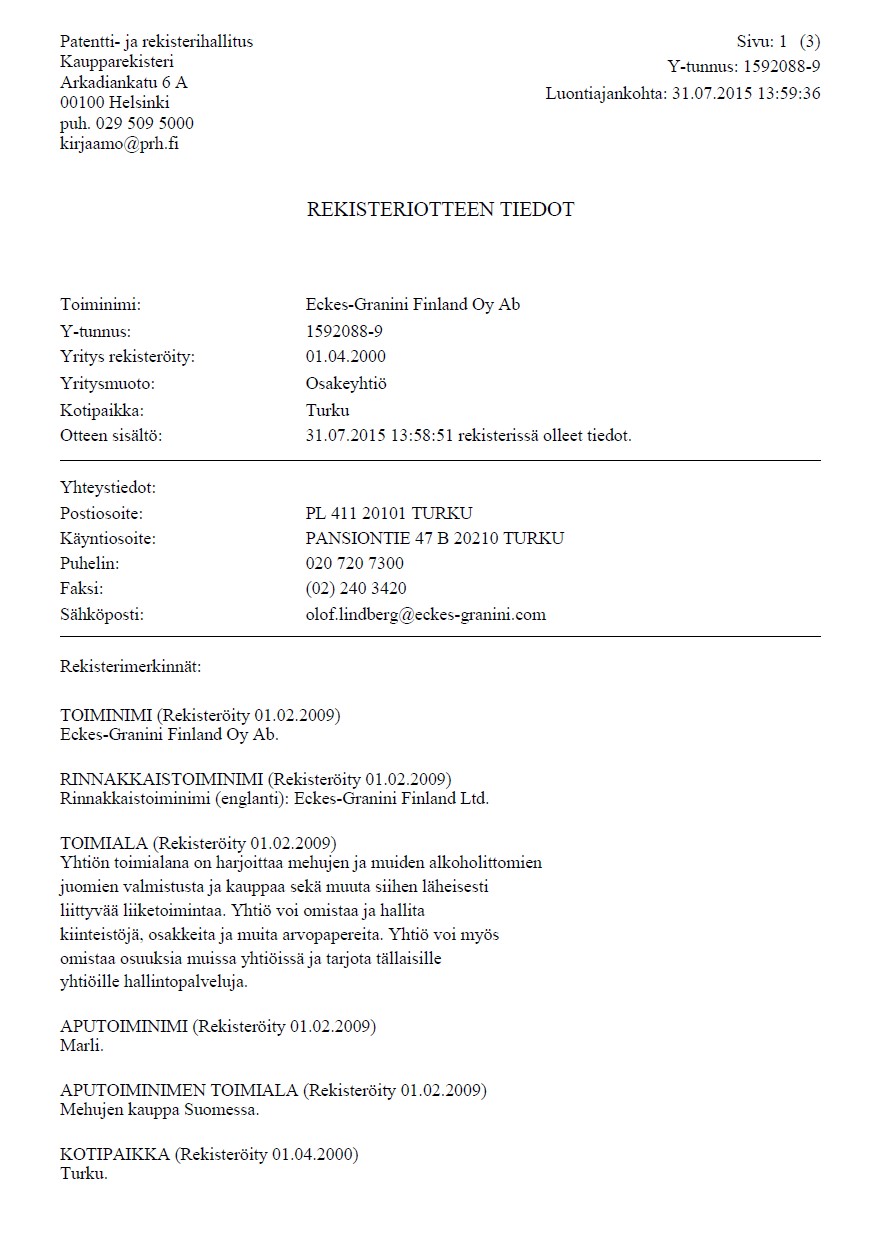 Patentti- ja rekisterihallitus
Kaupparekisteri
Arkadiankatu 6 A
00100 Helsinki
puh. 029 509 5000
kirjaamo@prh.fi
Sivu: 1 (3)
Y-tunnus: 1592088-9
Luontiajankohta: 31.07.2015 13:59:36
REKISTERIOTTEEN TIEDOT
Toiminimi: Eckes-Granini Finland Oy Ab
Y-tunnus: 1592088-9
Yritys rekisteröity: 01.04.2000
Yritysmuoto: Osakeyhtiö
Kotipaikka: Turku
Otteen sisältö: 31.07.2015 13:58:51 rekisterissä olleet tiedot.
Yhteystiedot:
Postiosoite: PL 411 20101 TURKU
Käyntiosoite: PANSIONTIE 47 B 20210 TURKU
Puhelin: 020 720 7300
Faksi: (02) 240 3420
Sähköposti: olof.lindberg@eckes-granini.com
Rekisterimerkinnät:
TOIMINIMI (Rekisteröity 01.02.2009)
Eckes-Granini Finland Oy Ab.
RINNAKKAISTOIMINIMI (Rekisteröity 01.02.2009)
Rinnakkaistoiminimi (englanti): Eckes-Granini Finland Ltd.
TOIMIALA (Rekisteröity 01.02.2009)
Yhtiön toimialana on harjoittaa mehujen ja muiden alkoholittomien
juomien valmistusta ja kauppaa sekä muuta siihen läheisesti
liittyvää liiketoimintaa. Yhtiö voi omistaa ja hallita
kiinteistöjä, osakkeita ja muita arvopapereita. Yhtiö voi myös
omistaa osuuksia muissa yhtiöissä ja tarjota tällaisille
yhtiöille hallintopalveluja.
APUTOIMINIMI (Rekisteröity 01.02.2009)
Marli.
APUTOIMINIMEN TOIMIALA (Rekisteröity 01.02.2009)
Mehujen kauppa Suomessa.
KOTIPAIKKA (Rekisteröity 01.04.2000)
Turku.